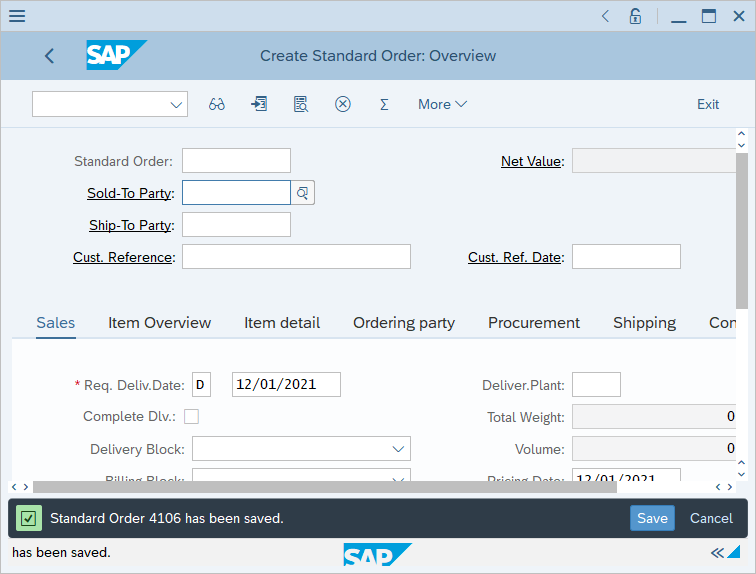 SAP
Create Standard Order: Overview
More
Exit
Standard Order:
Net Value:
Sold-To Party:
Ship-To Party:
Cust. Reference:
Cust. Ref. Date:
Sales Item Overview Item detail Ordering party Procurement Shipping Con
* Req. Deliv.Date: D 12/01/2021
Deliver.Plant:
Complete Dlv.:
Total Weight: 0
Delivery Block:
Volume: 0
Billing Block:
Pricing Date: 12/01/2021
Standard Order 4106 has been saved.
Save Cancel
has been saved.
SAP